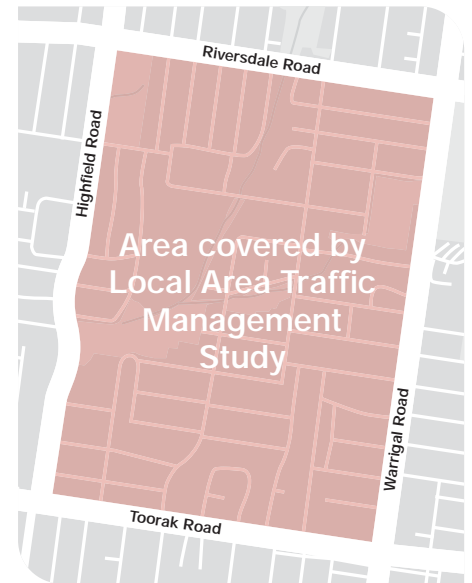 Riversdale Road
Highfield Road
Area covered by
Local Area Traffic
Management
Study
Warrigal Road
Toorak Road